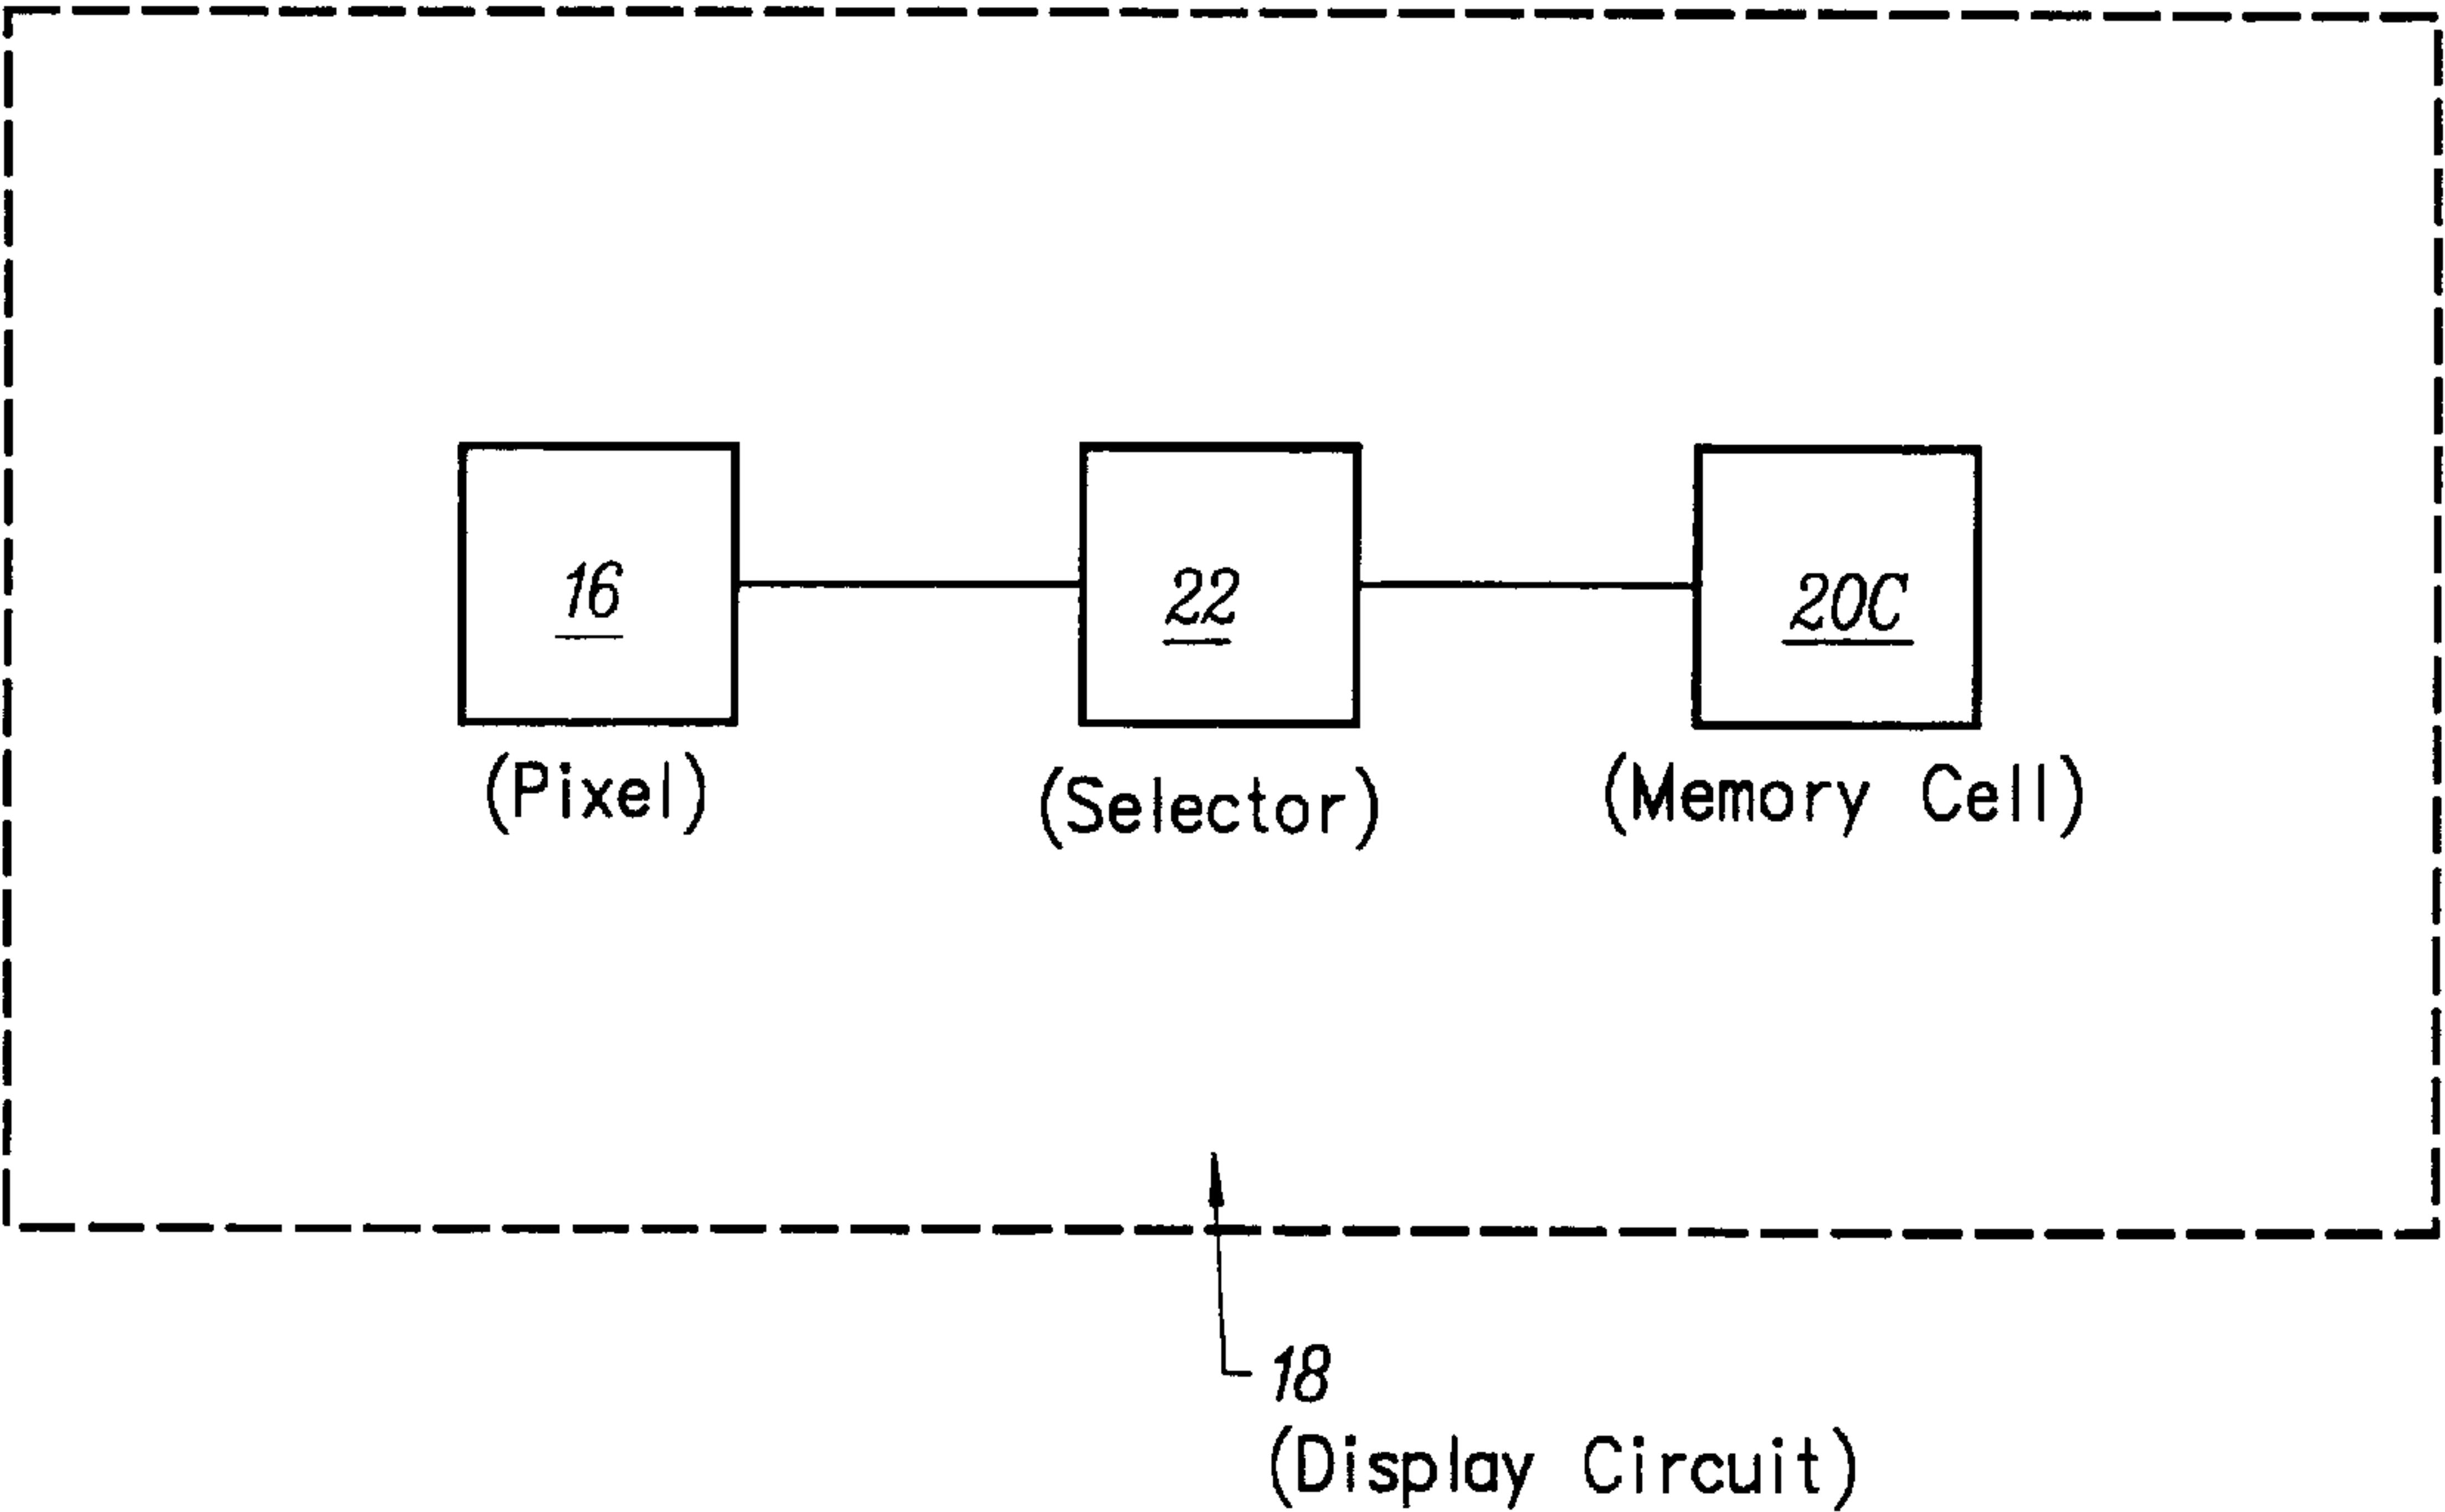 16 22 20C
(Pixel) (Selector) (Memory Cell)
18
(Display Circuit)